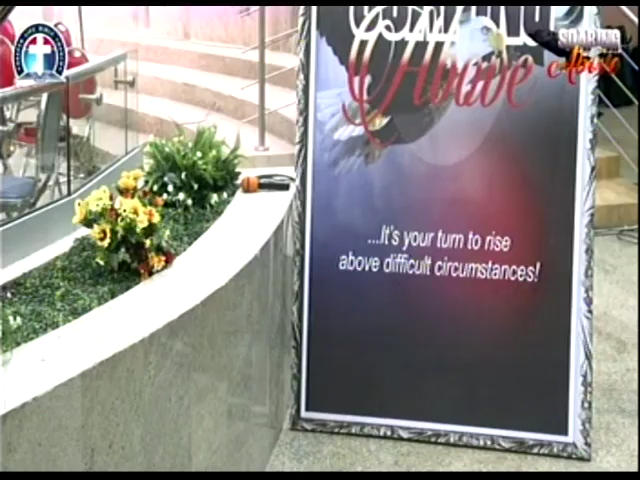 SOARING
Above
Above
...It's your turn to rise
above difficult circumstances!